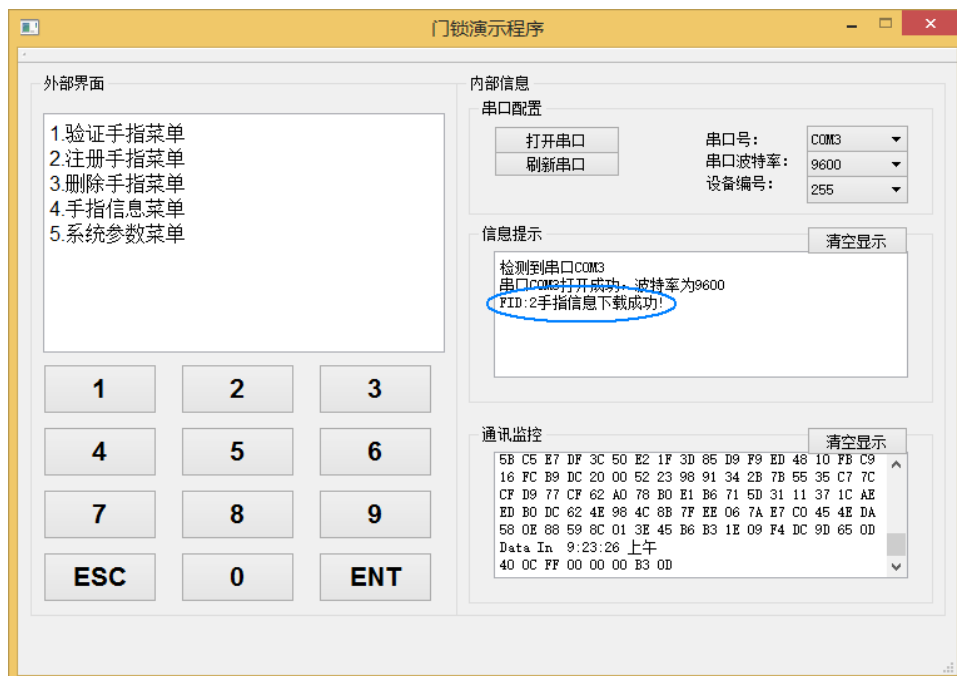 门锁演示程序
外部界面
1.验证手指菜单
2.注册手指菜单
3.删除手指菜单
4.手指信息菜单
5.系统参数菜单
1 2 3
4 5 6
7 8 9
ESC 0 ENT
内部信息
串口配置
打开串口
刷新串口
串口号: COM3
串口波特率: 9600
设备编号: 255
信息提示
清空显示
检测到串口COM3
串口COM3打开成功，波特率为9600
FID:2手指信息下载成功!
通讯监控
清空显示
5B C5 E7 DF 3C 50 E2 1F 3D 85 D9 F9 ED 48 10 FB C9
16 FC B9 DC 20 00 52 23 98 91 34 2B 7B 55 35 C7 7C
CF D9 77 CF 62 A0 78 B0 E1 B6 71 5D 31 11 37 1C AE
ED B0 DC 62 4E 98 4C 8B 7F EE 06 7A E7 C0 45 4E DA
58 0E 88 59 8C 01 3E 45 B6 B3 1E 09 F4 DC 9D 65 0D
Data In 9:23:26 上午
40 0C FF 00 00 00 B3 0D